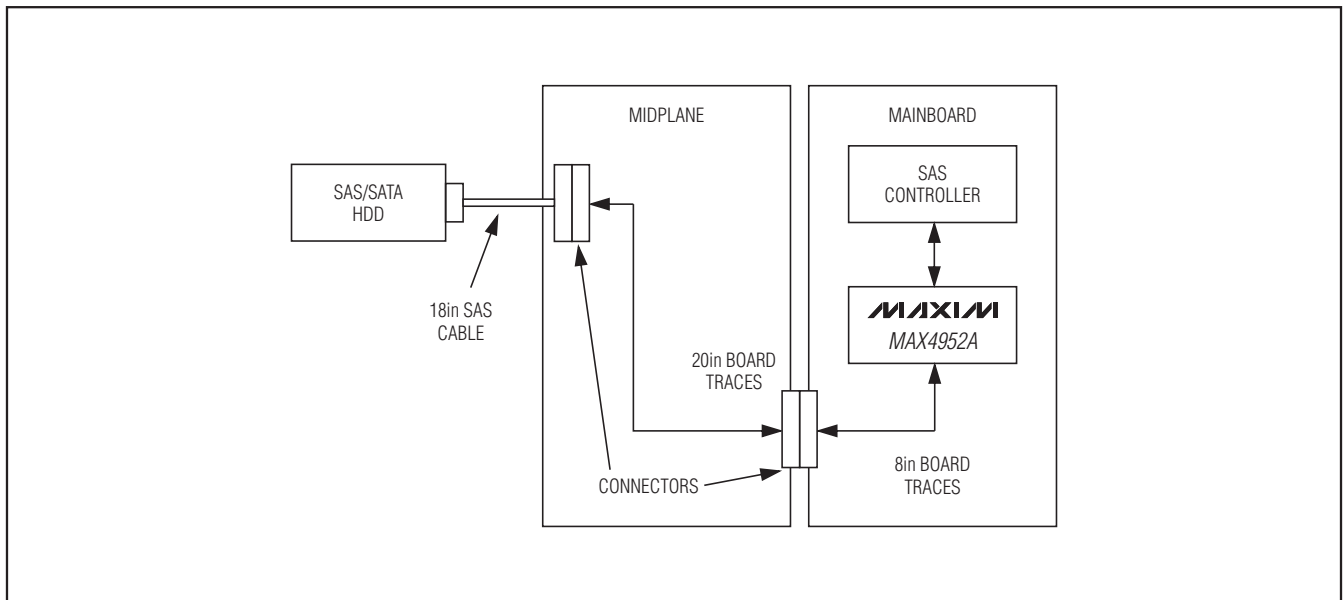 MIDPLANE
MAINBOARD
SAS/SATA
HDD
SAS
CONTROLLER
18in SAS
CABLE
MAXIM
MAX4952A
20in BOARD
TRACES
CONNECTORS
8in BOARD
TRACES